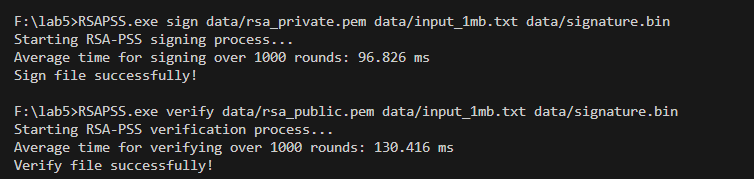 F:\lab5>RSAPSS.exe sign data/rsa_private.pem data/input_1mb.txt data/signature.bin
Starting RSA-PSS signing process...
Average time for signing over 1000 rounds: 96.826 ms
Sign file successfully!
F:\lab5>RSAPSS.exe verify data/rsa_public.pem data/input_1mb.txt data/signature.bin
Starting RSA-PSS verification process...
Average time for verifying over 1000 rounds: 130.416 ms
Verify file successfully!